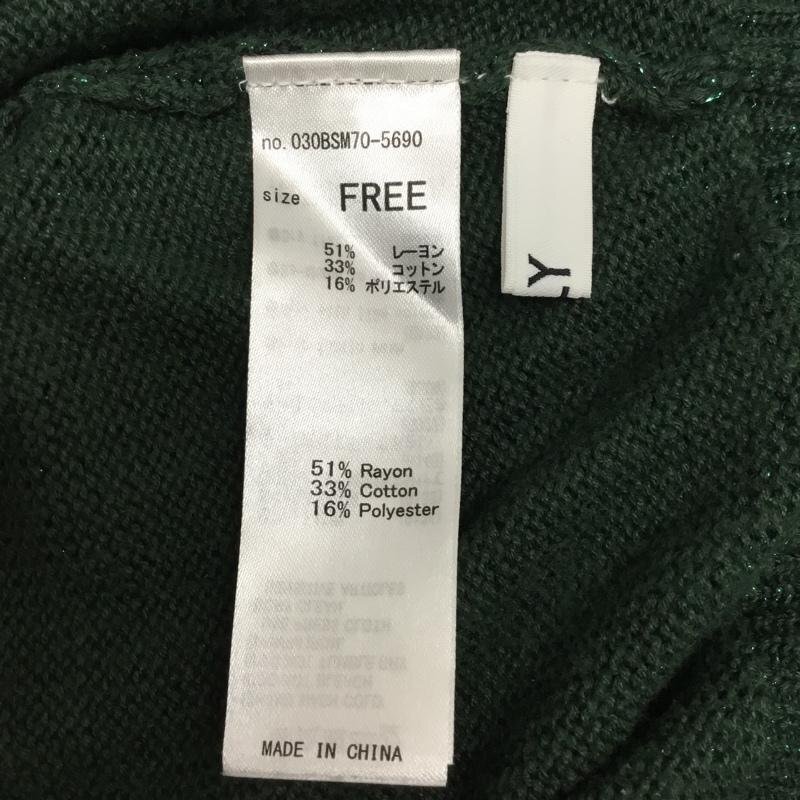 no. 030BSM70-5690
size FREE
51% レーヨン
33% コットン
16% ポリエステル
51% Rayon
33% Cotton
16% Polyester
MADE IN CHINA
LY